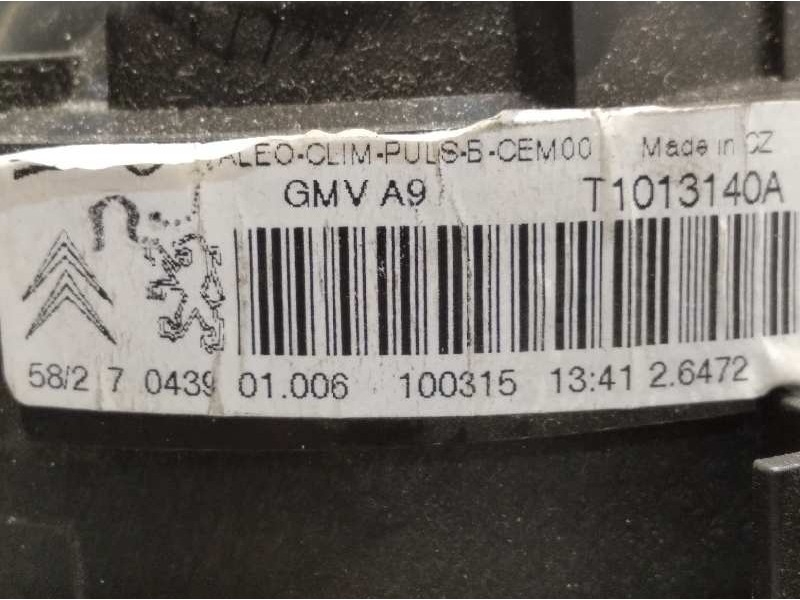 ALEO-CLIM-PULS-B-CEM00 Made in CZ
GMV A9 T1013140A
58/2 7 0439 01.006 100315 13:41 2.6472